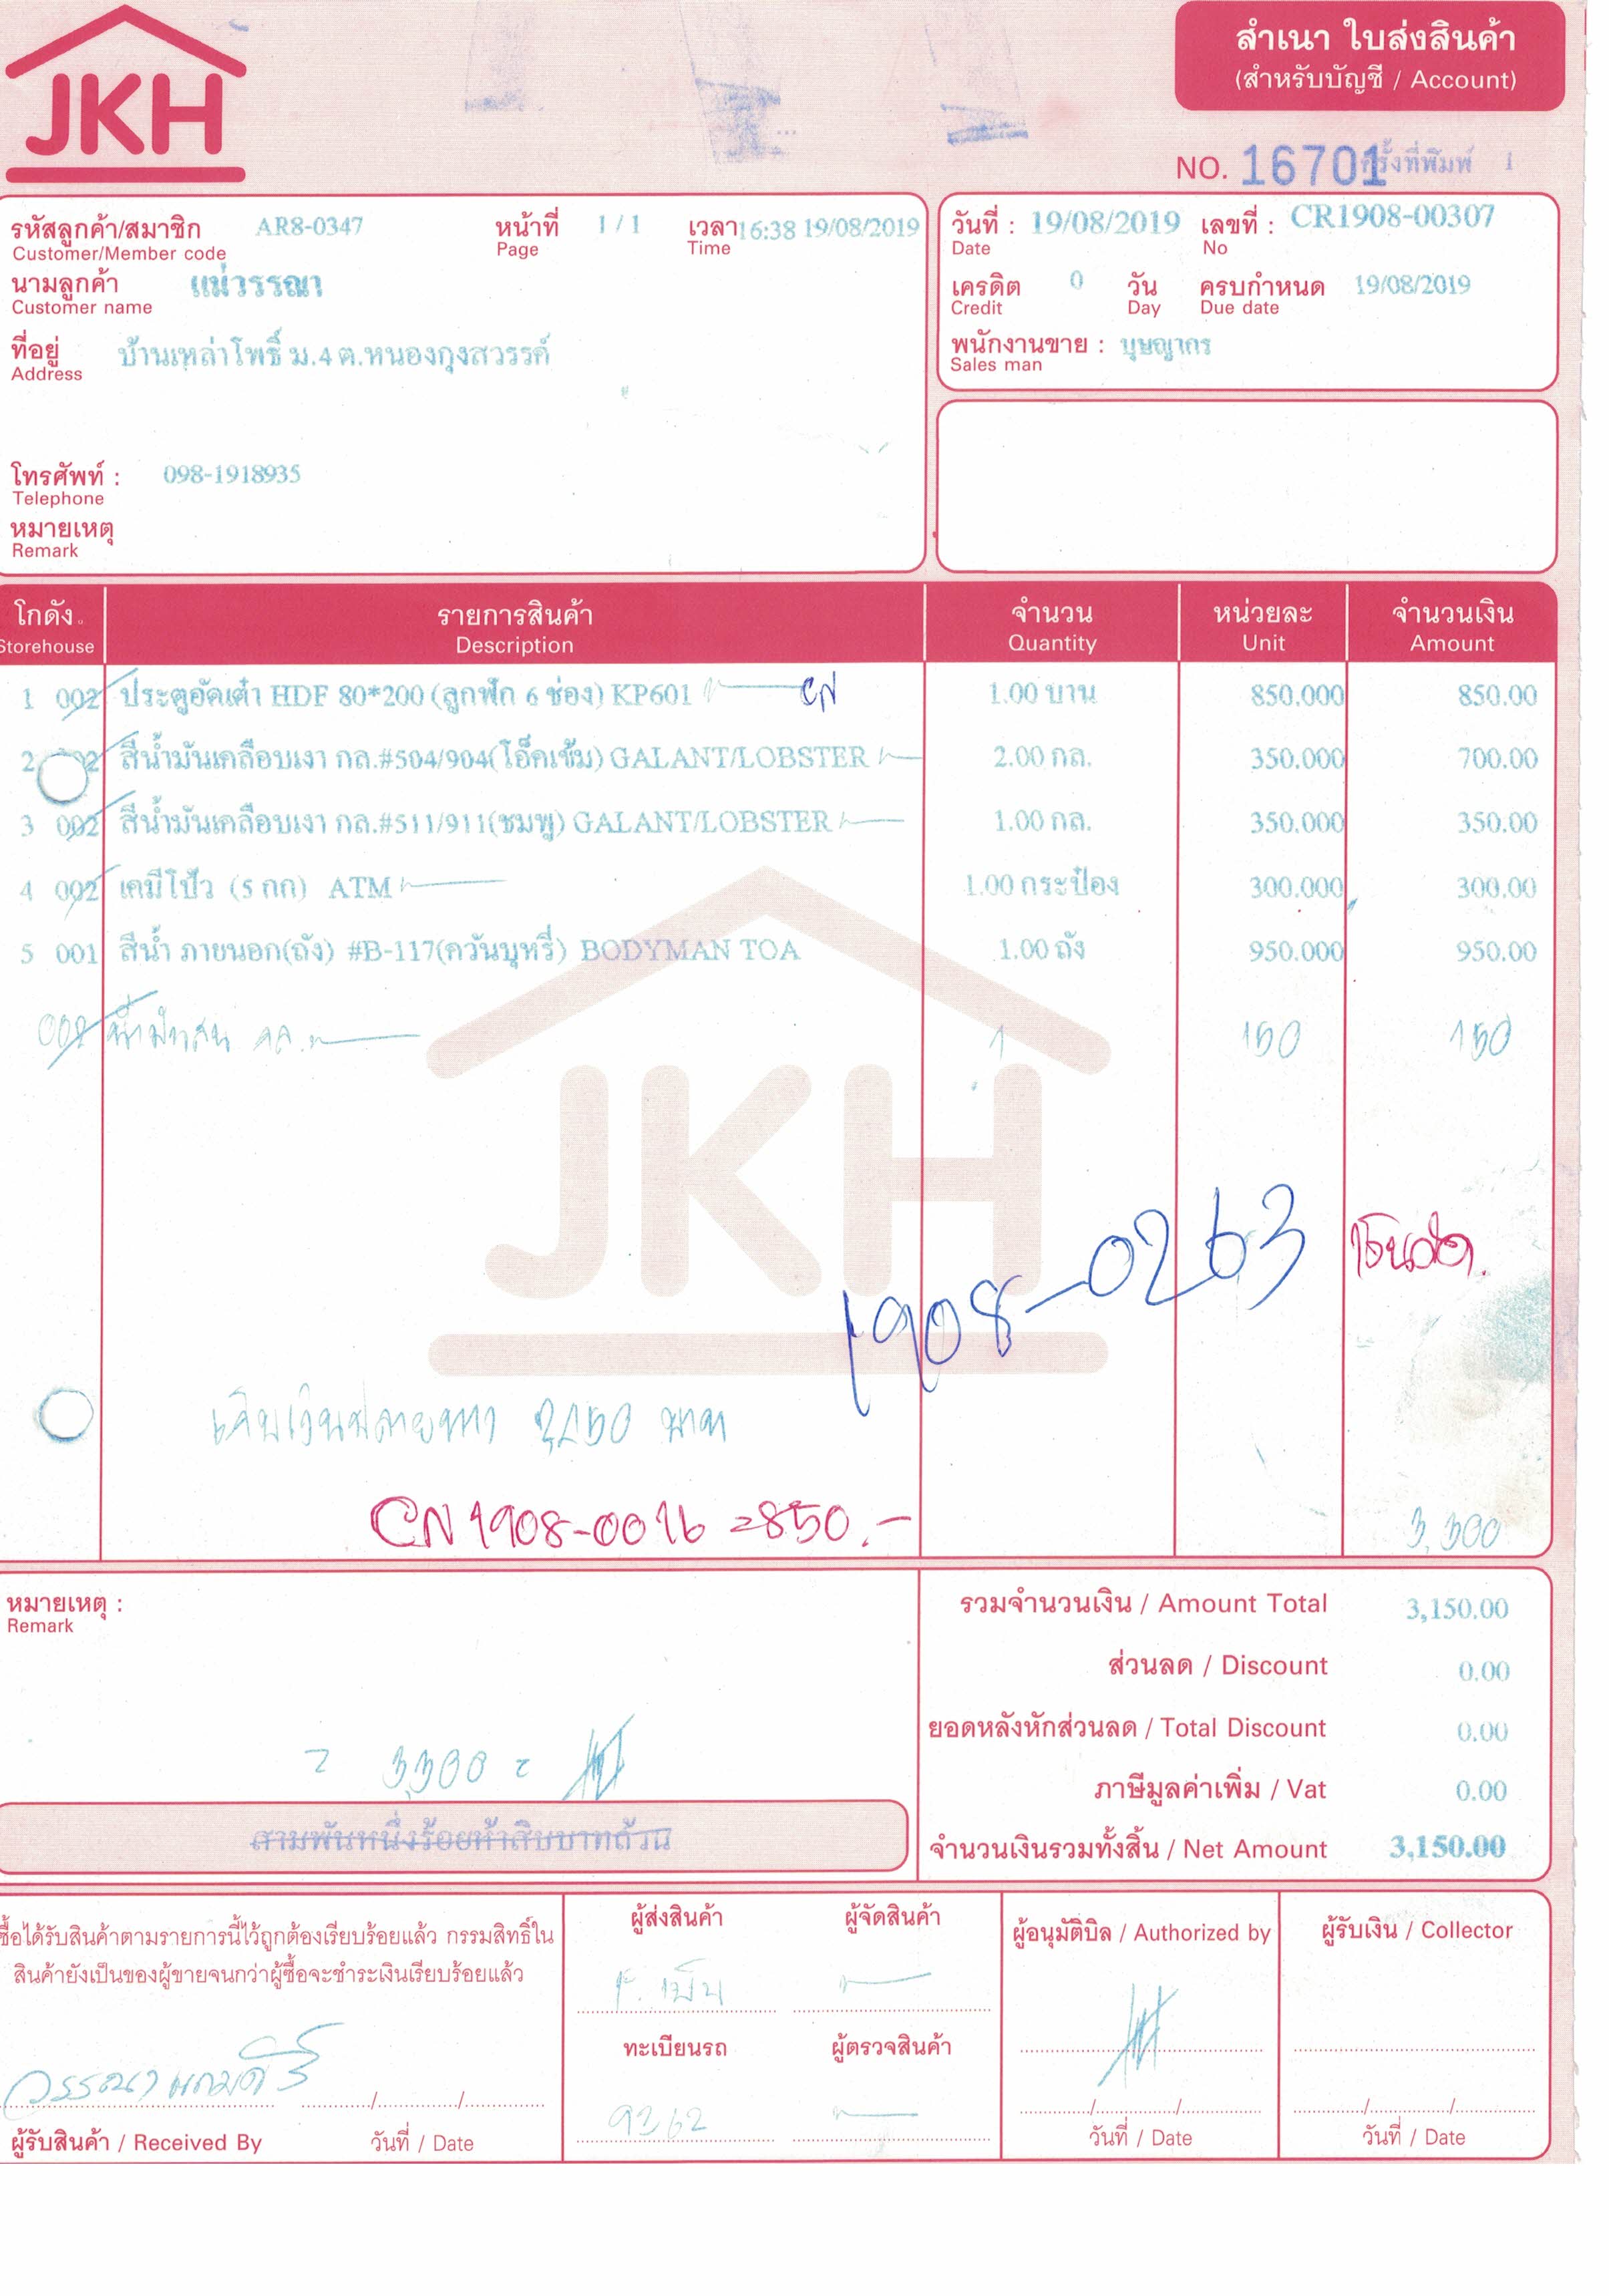 JKH
สำเนา ใบส่งสินค้า
(สำหรับบัญชี / Account)
NO. 16701 ครั้งที่พิมพ์ 1
รหัสลูกค้า/สมาชิก AR8-0347 หน้าที่ 1 / 1 เวลา 16:38 19/08/2019
Customer/Member code Page Time
นามลูกค้า แม่วรรณา
Customer name
ที่อยู่ บ้านเหล่าโพธิ์ ม.4 ต.หนองกุงสวรรค์
Address
โทรศัพท์ : 098-1918935
Telephone
หมายเหตุ
Remark
วันที่ : 19/08/2019 เลขที่ : CR1908-00307
Date No
เครดิต 0 วัน ครบกำหนด 19/08/2019
Credit Day Due date
พนักงานขาย : บุษญากร
Sales man
โกดัง รายการสินค้า จำนวน หน่วยละ จำนวนเงิน
Storehouse Description Quantity Unit Amount
1 002 ประตูอัดเต๋า HDF 80*200 (ลูกฟัก 6 ช่อง) KP601 CN 1.00 บาน 850.000 850.00
2 สีน้ำมันเคลือบเงา กล.#504/904(โอ็คเข้ม) GALANT/LOBSTER 2.00 กล. 350.000 700.00
3 002 สีน้ำมันเคลือบเงา กล.#511/911(ชมพู) GALANT/LOBSTER 1.00 กล. 350.000 350.00
4 002 เคมีโป้ว (5 กก) ATM 1.00 กระป๋อง 300.000 300.00
5 001 สีน้ำ ภายนอก(ถัง) #B-117(ควันบุหรี่) BODYMAN TOA 1.00 ถัง 950.000 950.00
002 น้ำมันสน กล. 1 150 150
JKH
1908-0263 เงินสด.
เก็บเงินปลายทาง บาท
CN1908-0016 =850.-
3,300
หมายเหตุ :
Remark
= 3,300 =
สามพันหนึ่งร้อยห้าสิบบาทถ้วน
รวมจำนวนเงิน / Amount Total 3,150.00
ส่วนลด / Discount 0.00
ยอดหลังหักส่วนลด / Total Discount 0.00
ภาษีมูลค่าเพิ่ม / Vat 0.00
จำนวนเงินรวมทั้งสิ้น / Net Amount 3,150.00
ซื้อได้รับสินค้าตามรายการนี้ไว้ถูกต้องเรียบร้อยแล้ว กรรมสิทธิ์ใน
สินค้ายังเป็นของผู้ขายจนกว่าผู้ซื้อจะชำระเงินเรียบร้อยแล้ว
วรรณา
ผู้รับสินค้า / Received By วันที่ / Date
ผู้ส่งสินค้า ผู้จัดสินค้า
ทะเบียนรถ ผู้ตรวจสินค้า
9262
ผู้อนุมัติบิล / Authorized by
วันที่ / Date
ผู้รับเงิน / Collector
วันที่ / Date